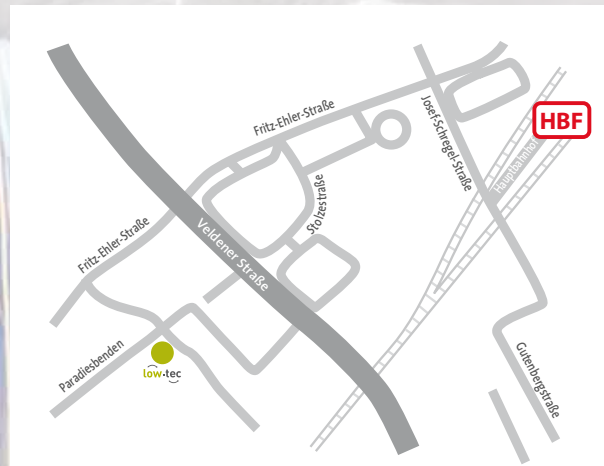 Fritz-Ehler-Straße
Josef-Schregel-Straße
HBF
Hauptbahnhof
Stolzestraße
Fritz-Ehler-Straße
Veldener Straße
Paradiesbenden
low-tec
Gutenbergstraße